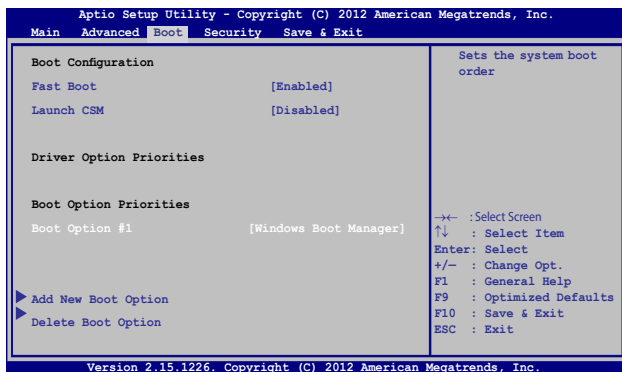 Aptio Setup Utility - Copyright (C) 2012 American Megatrends, Inc.
Main Advanced Boot Security Save & Exit
Boot Configuration
Fast Boot [Enabled]
Launch CSM [Disabled]
Driver Option Priorities
Boot Option Priorities
Boot Option #1 [Windows Boot Manager]
Add New Boot Option
Delete Boot Option
Sets the system boot
order
→← : Select Screen
↑↓ : Select Item
Enter: Select
+/— : Change Opt.
F1 : General Help
F9 : Optimized Defaults
F10 : Save & Exit
ESC : Exit
Version 2.15.1226. Copyright (C) 2012 American Megatrends, Inc.